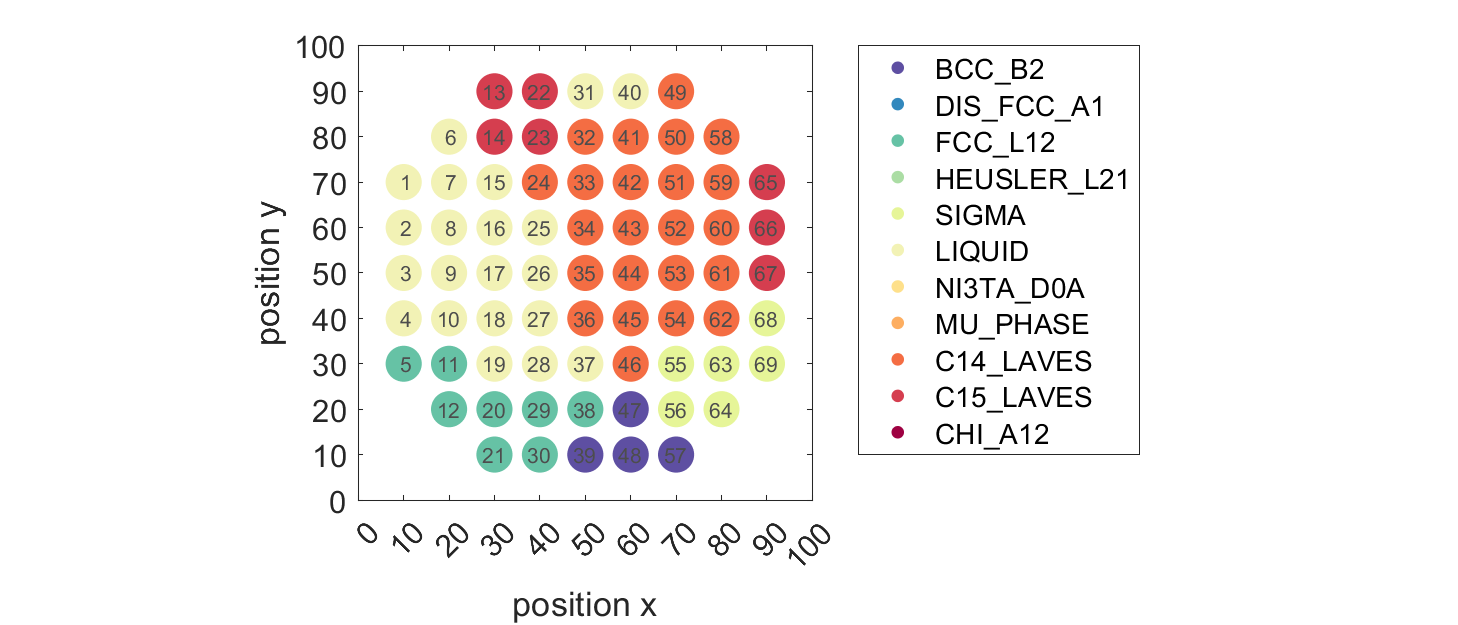 100
90
13 22 31 40 49
80
6 14 23 32 41 50 58
70
1 7 15 24 33 42 51 59 65
60
2 8 16 25 34 43 52 60 66
50
3 9 17 26 35 44 53 61 67
40
4 10 18 27 36 45 54 62 68
30
5 11 19 28 37 46 55 63 69
20
12 20 29 38 47 56 64
10
21 30 39 48 57
0
position y
0 10 20 30 40 50 60 70 80 90 100
position x
BCC_B2
DIS_FCC_A1
FCC_L12
HEUSLER_L21
SIGMA
LIQUID
NI3TA_D0A
MU_PHASE
C14_LAVES
C15_LAVES
CHI_A12